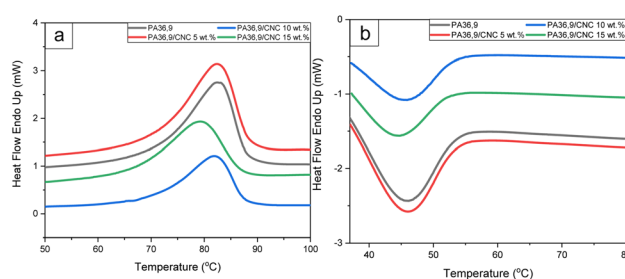 a
PA36,9
PA36,9/CNC 10 wt.%
PA36,9/CNC 5 wt.%
PA36,9/CNC 15 wt.%
Heat Flow Endo Up (mW)
4
3
2
1
0
50
60
70
80
90
100
Temperature (°C)
b
PA36,9
PA36,9/CNC 10 wt.%
PA36,9/CNC 5 wt.%
PA36,9/CNC 15 wt.%
Heat Flow Endo Up (mW)
0
-1
-2
-3
40
50
60
70
80
Temperature (°C)